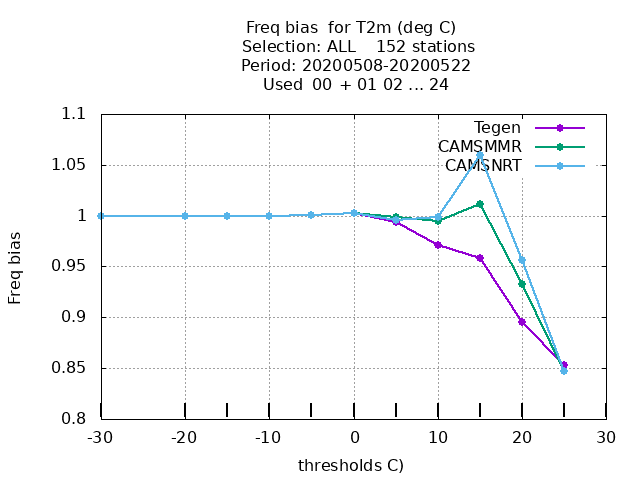 Freq bias  for T2m (deg C)
Selection: ALL    152 stations
Period: 20200508-20200522
Used  00 + 01 02 ... 24
1.1
1.05
1
0.95
0.9
0.85
0.8
Freq bias
Tegen
CAMSMMR
CAMSNRT
-30
-20
-10
0
10
20
30
thresholds C)